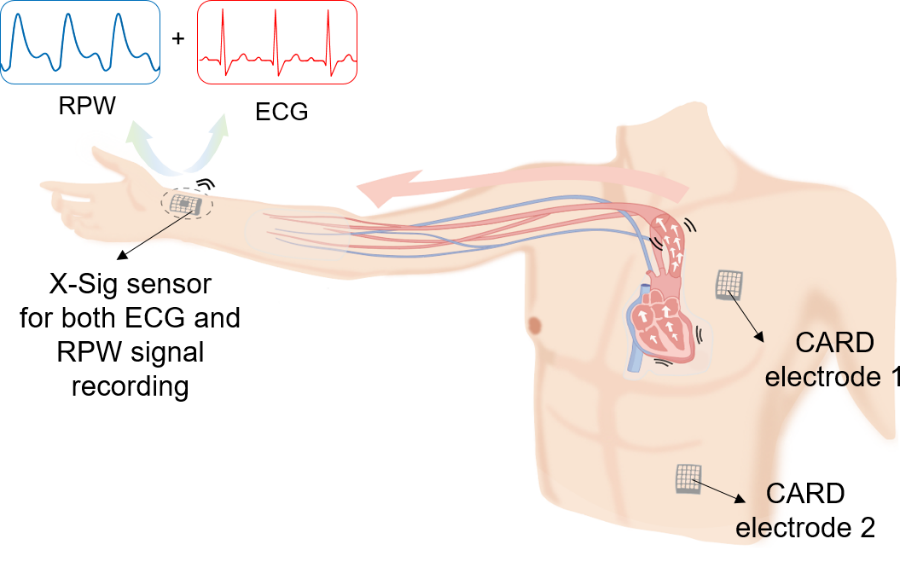 RPW
+
ECG
X-Sig sensor
for both ECG and
RPW signal
recording
CARD
electrode 1
CARD
electrode 2